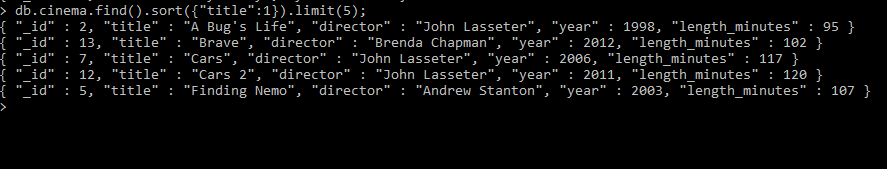 > db.cinema.find().sort({"title":1}).limit(5);
{ "_id" : 2, "title" : "A Bug's Life", "director" : "John Lasseter", "year" : 1998, "length_minutes" : 95 }
{ "_id" : 13, "title" : "Brave", "director" : "Brenda Chapman", "year" : 2012, "length_minutes" : 102 }
{ "_id" : 7, "title" : "Cars", "director" : "John Lasseter", "year" : 2006, "length_minutes" : 117 }
{ "_id" : 12, "title" : "Cars 2", "director" : "John Lasseter", "year" : 2011, "length_minutes" : 120 }
{ "_id" : 5, "title" : "Finding Nemo", "director" : "Andrew Stanton", "year" : 2003, "length_minutes" : 107 }
>